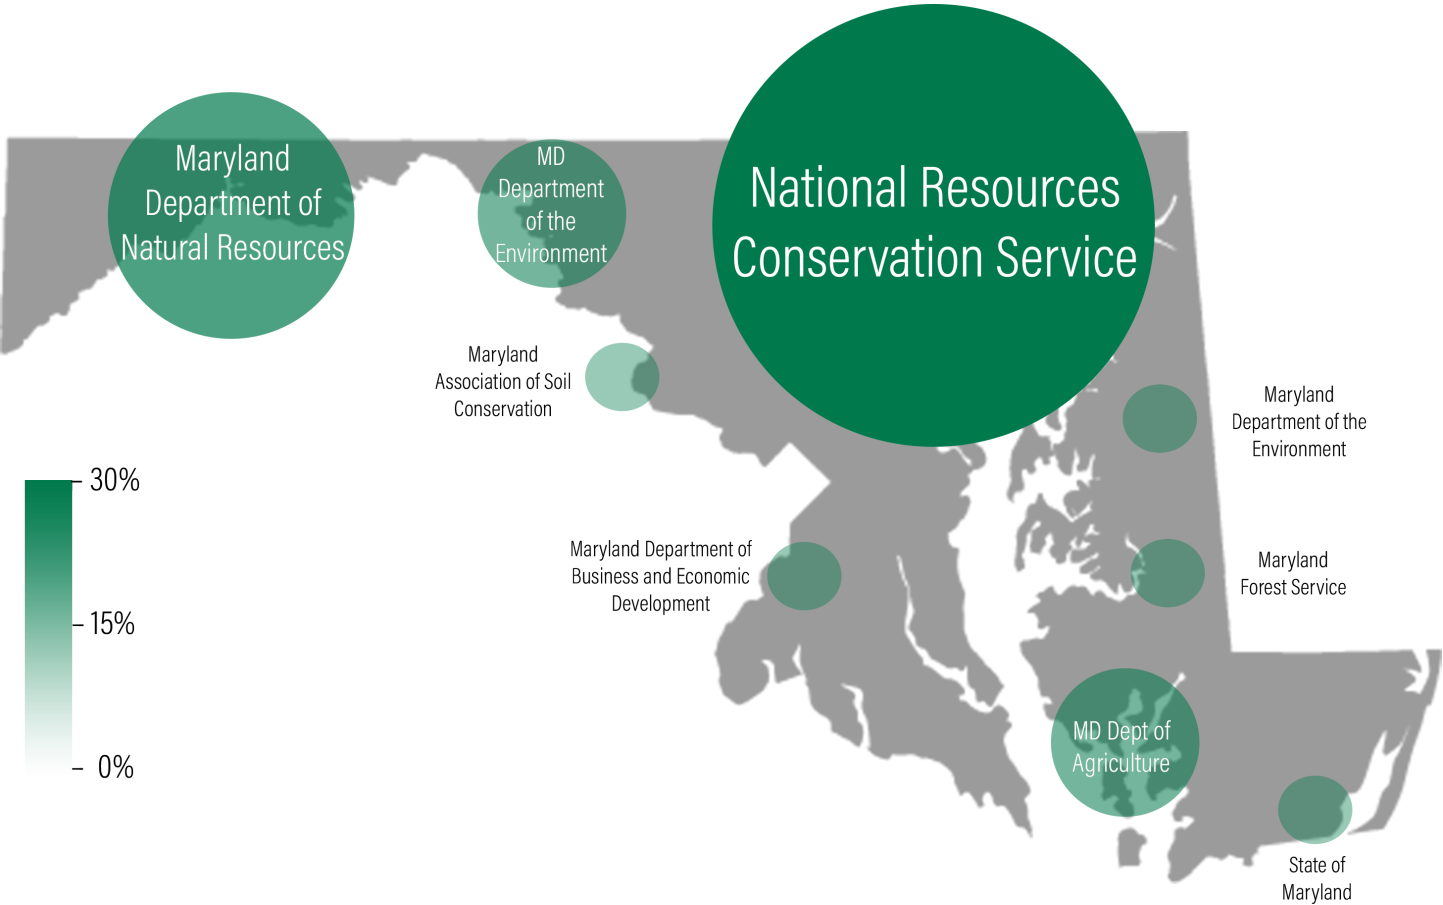 Maryland
Department of
Natural Resources
MD
Department
of the
Environment
National Resources
Conservation Service
Maryland
Association of Soil
Conservation
Maryland
Department of the
Environment
30%
15%
0%
Maryland Department of
Business and Economic
Development
Maryland
Forest Service
MD Dept of
Agriculture
State of
Maryland